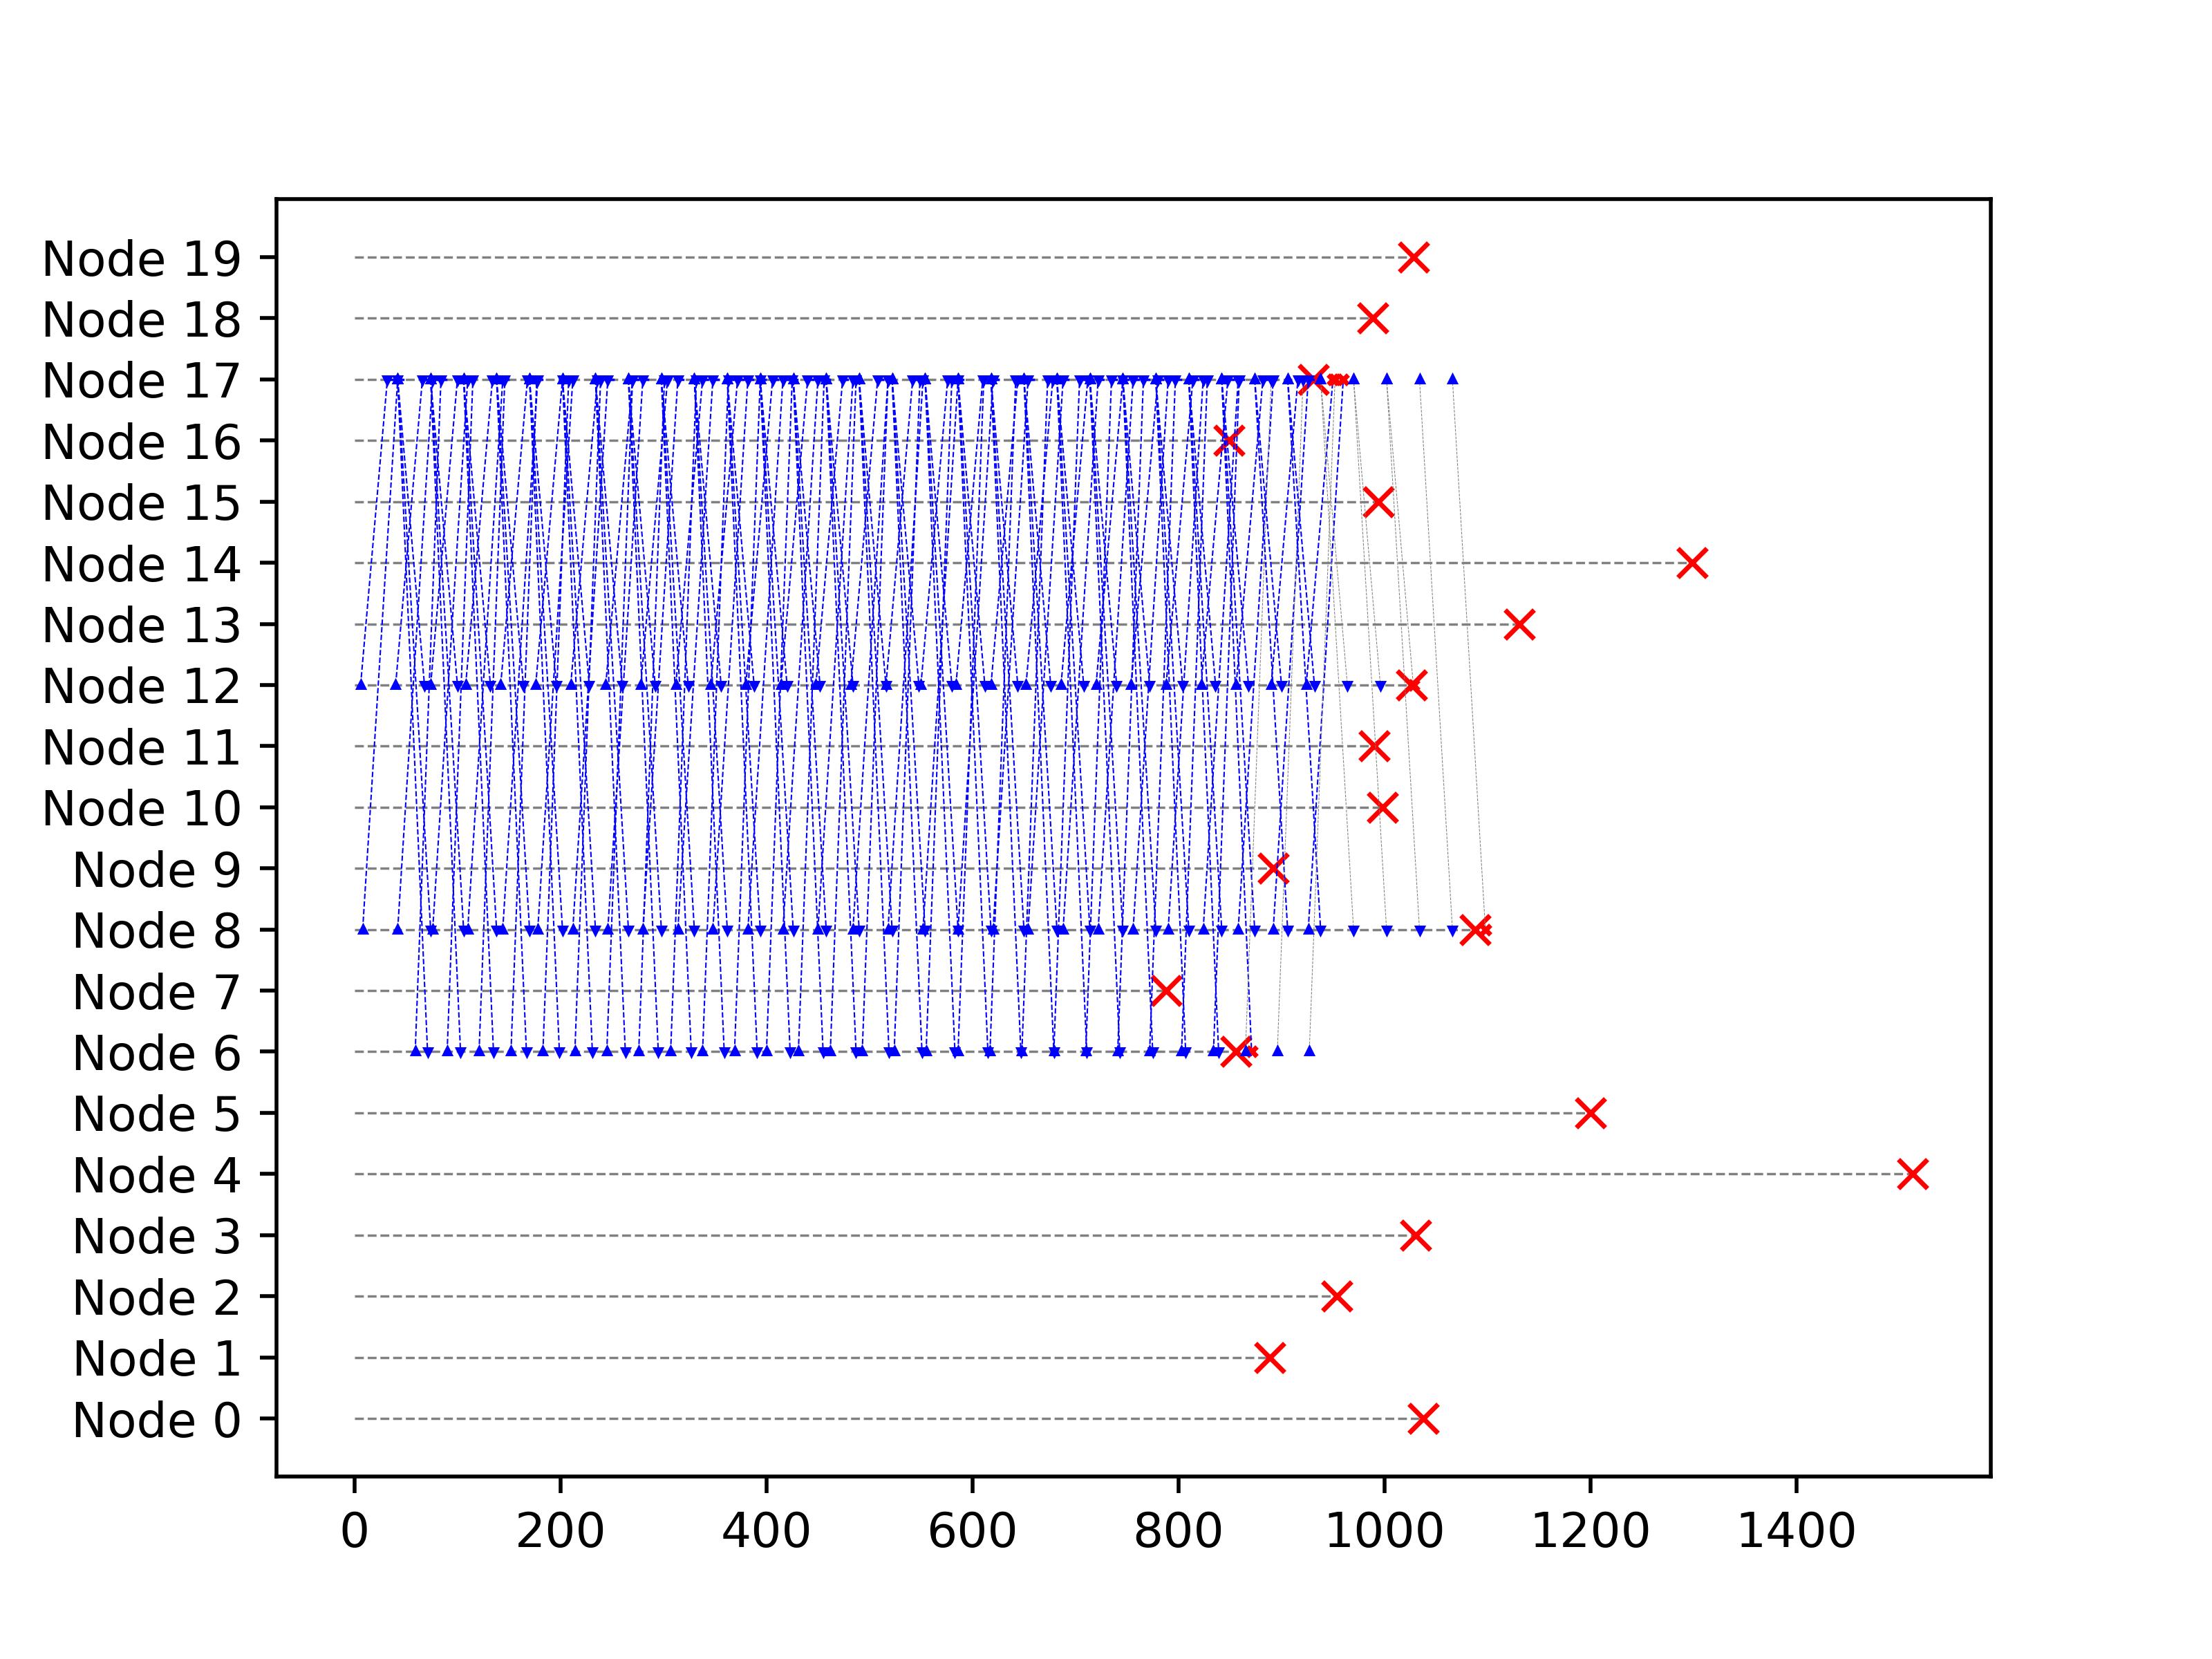 Node 19
Node 18
Node 17
Node 16
Node 15
Node 14
Node 13
Node 12
Node 11
Node 10
Node 9
Node 8
Node 7
Node 6
Node 5
Node 4
Node 3
Node 2
Node 1
Node 0
0 200 400 600 800 1000 1200 1400